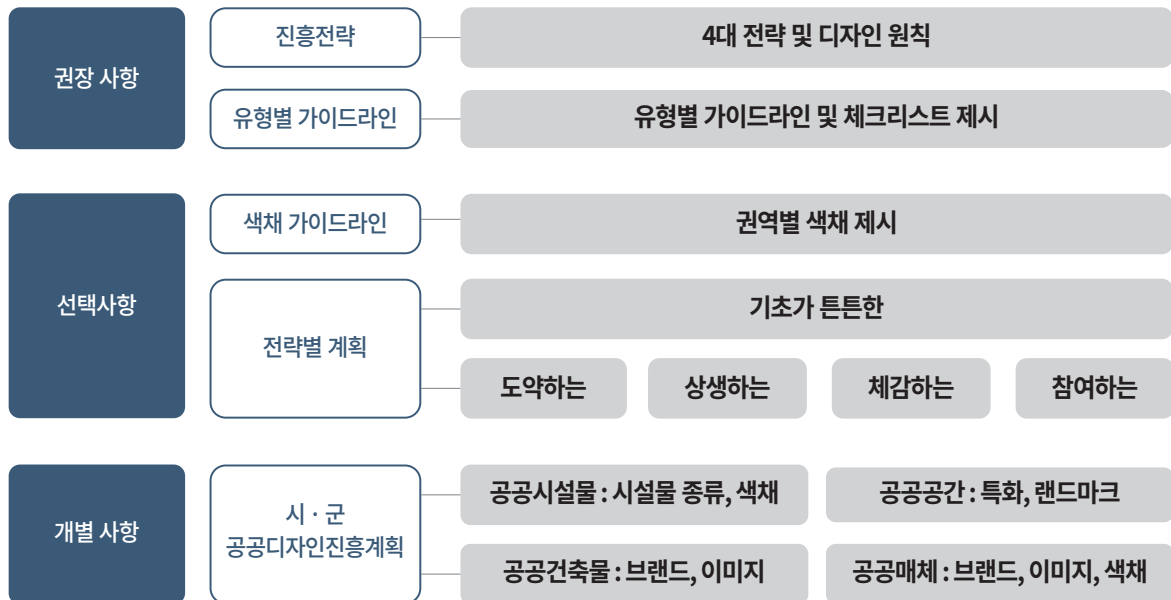 권장 사항
진흥전략
4대 전략 및 디자인 원칙
유형별 가이드라인
유형별 가이드라인 및 체크리스트 제시
선택사항
색채 가이드라인
권역별 색채 제시
전략별 계획
기초가 튼튼한
도약하는
상생하는
체감하는
참여하는
개별 사항
시 · 군
공공디자인진흥계획
공공시설물 : 시설물 종류, 색채
공공공간 : 특화, 랜드마크
공공건축물 : 브랜드, 이미지
공공매체 : 브랜드, 이미지, 색채